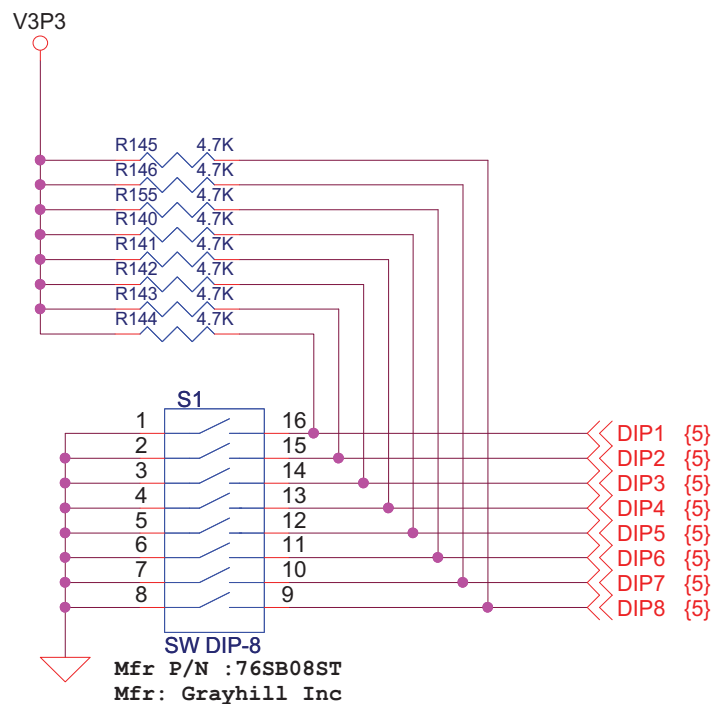 V3P3
R145 4.7K
R146 4.7K
R155 4.7K
R140 4.7K
R141 4.7K
R142 4.7K
R143 4.7K
R144 4.7K
S1
1 16 DIP1 {5}
2 15 DIP2 {5}
3 14 DIP3 {5}
4 13 DIP4 {5}
5 12 DIP5 {5}
6 11 DIP6 {5}
7 10 DIP7 {5}
8 9 DIP8 {5}
SW DIP-8
Mfr P/N :76SB08ST
Mfr: Grayhill Inc